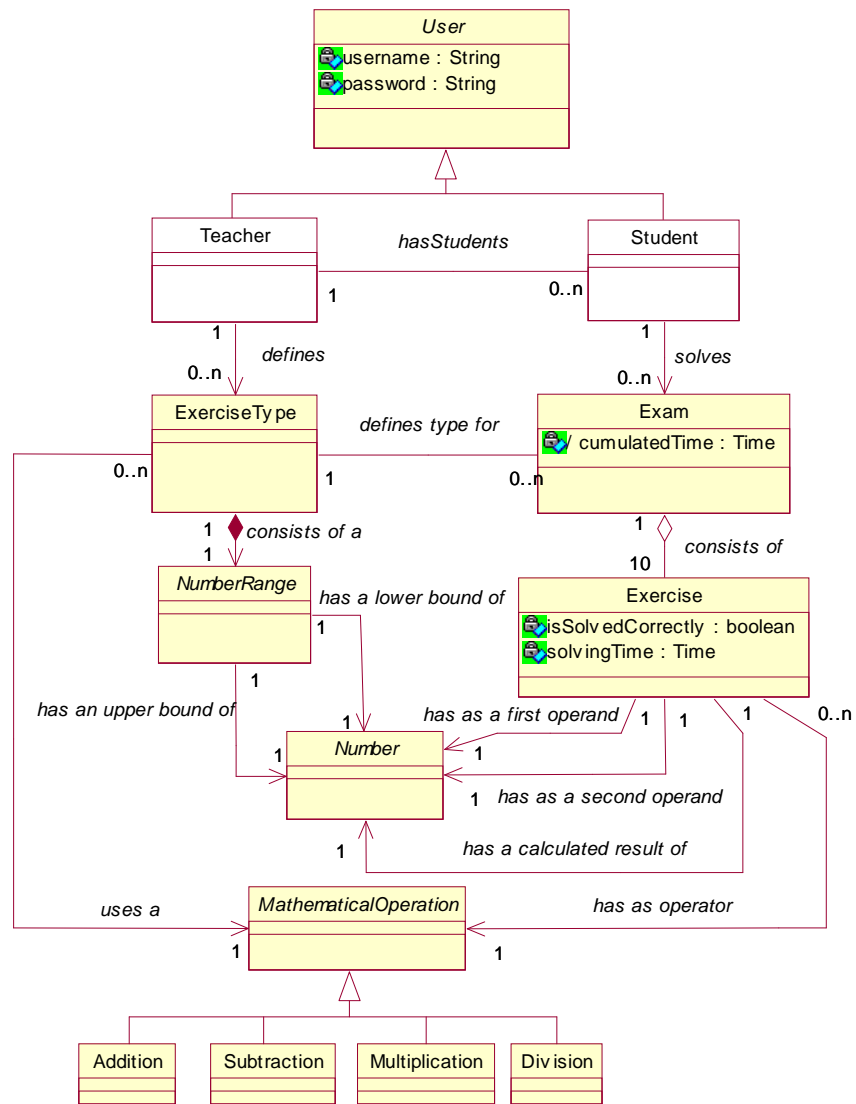 User
username : String
password : String
Teacher
hasStudents
Student
1
0..n
1
defines
0..n
1
solves
0..n
ExerciseType
defines type for
Exam
/ cumulatedTime : Time
0..n
1
0..n
1
consists of a
1
1
consists of
10
NumberRange
has a lower bound of
1
Exercise
isSolvedCorrectly : boolean
solvingTime : Time
1
has an upper bound of
1
has as a first operand
1
1
1
0..n
Number
1
1
1
has as a second operand
1
has a calculated result of
uses a
MathematicalOperation
has as operator
1
1
Addition
Subtraction
Multiplication
Division